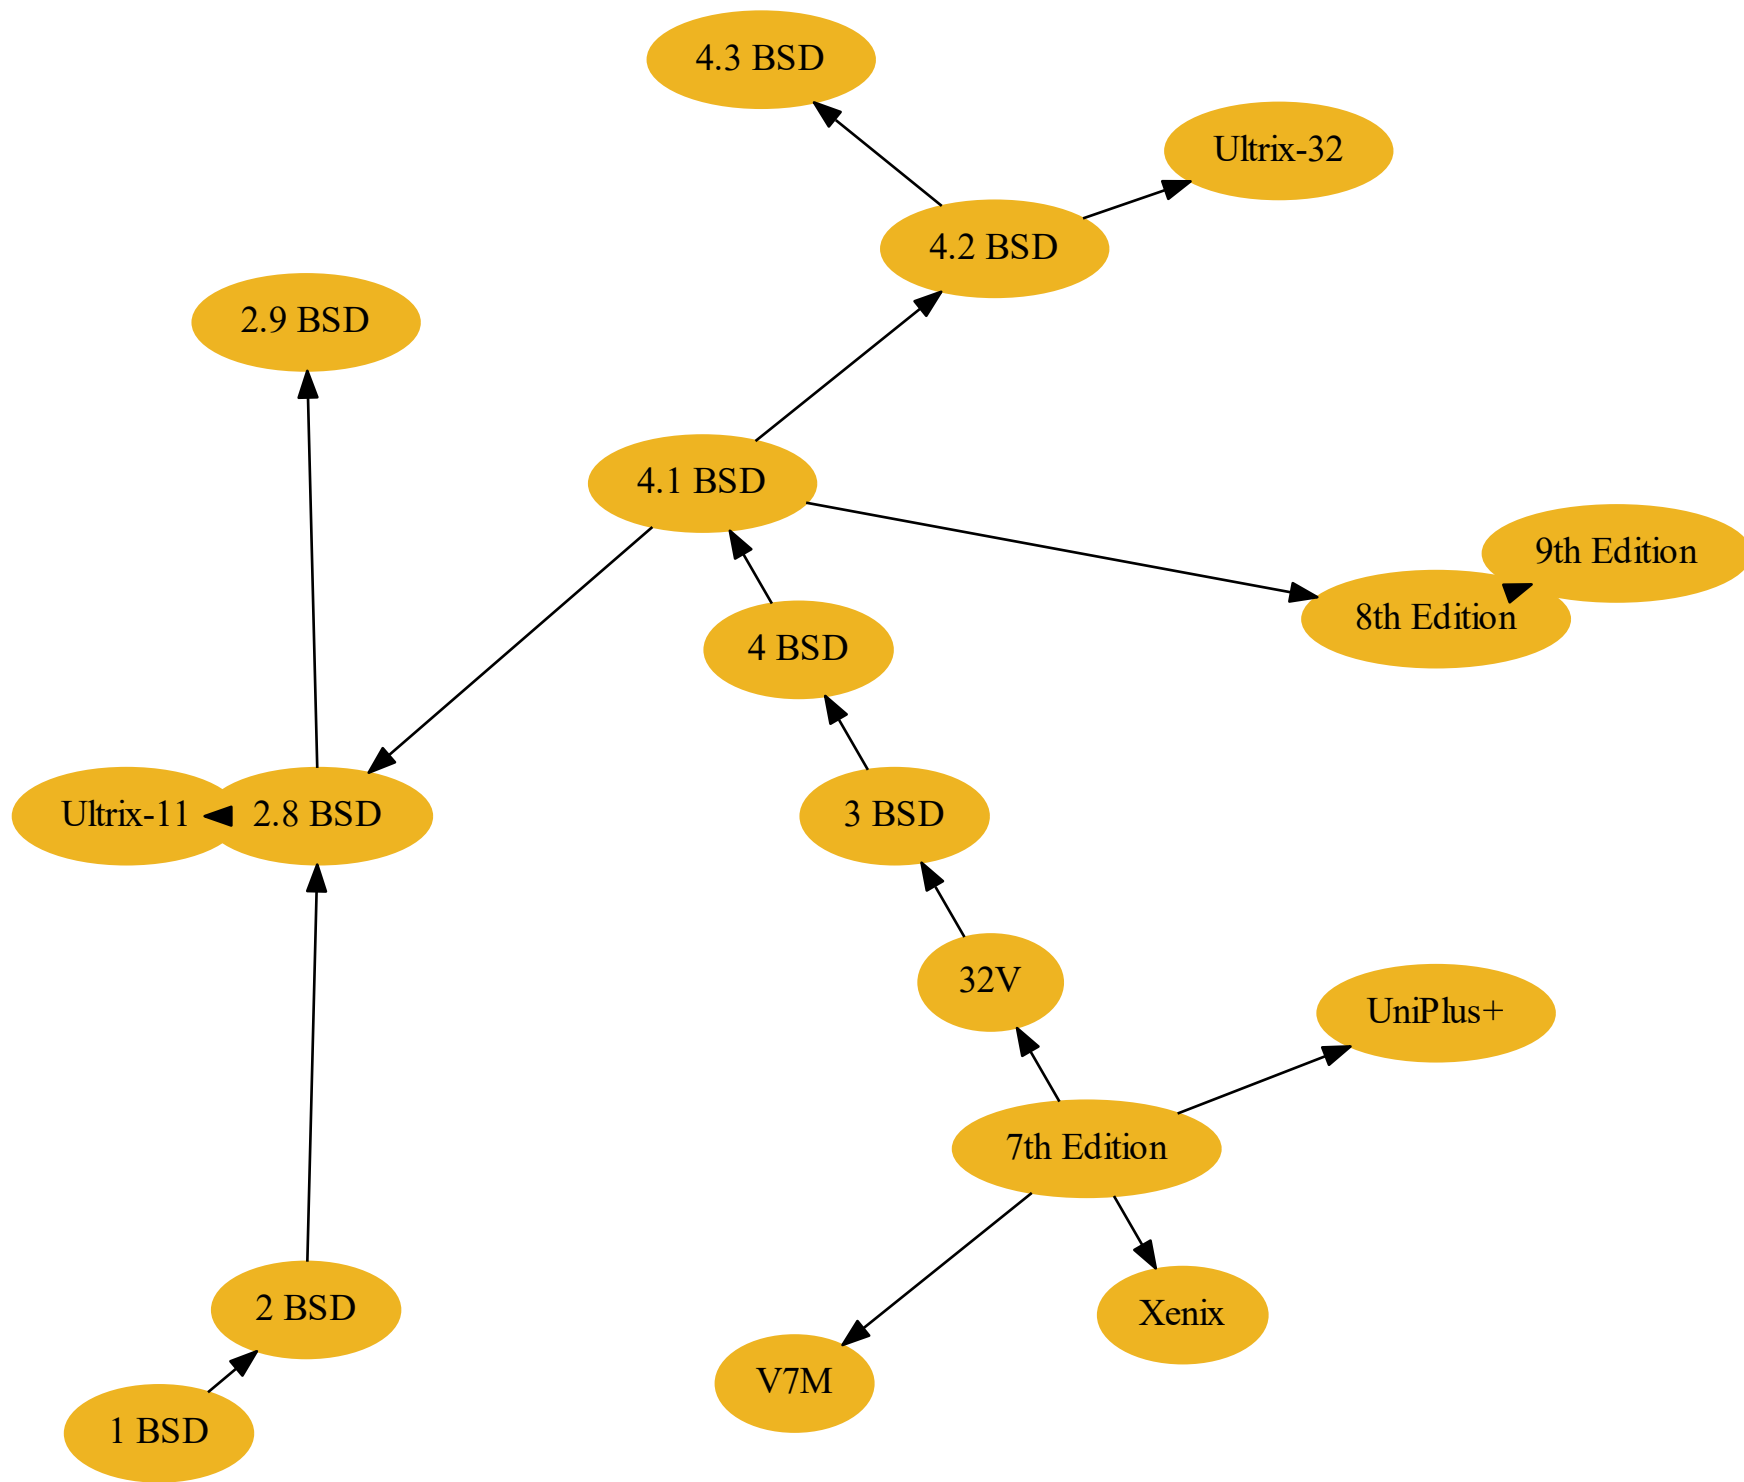 4.3 BSD
Ultrix-32
4.2 BSD
2.9 BSD
4.1 BSD
9th Edition
8th Edition
4 BSD
Ultrix-11
2.8 BSD
3 BSD
32V
UniPlus+
7th Edition
2 BSD
Xenix
V7M
1 BSD